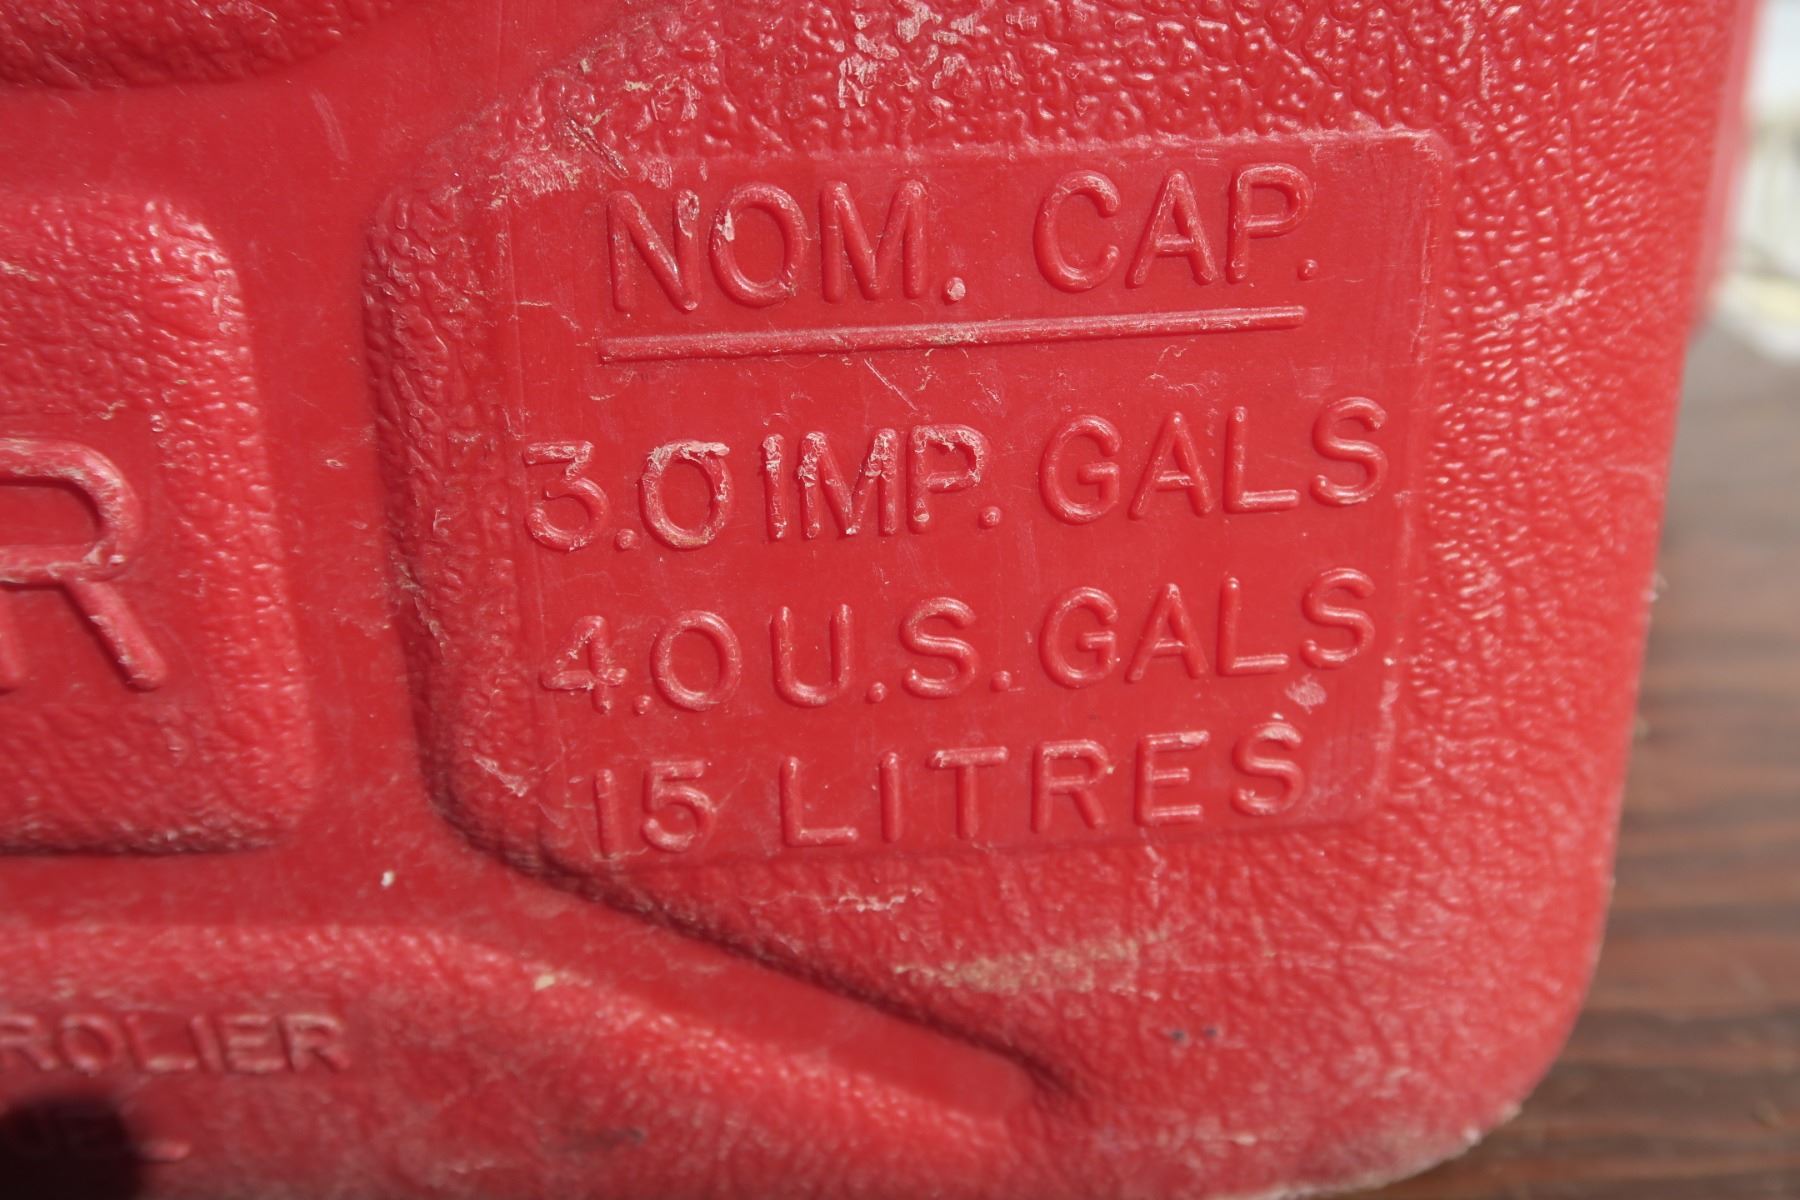 NOM. CAP.
3.0 IMP. GALS
4.0 U.S. GALS
15 LITRES
R
ROLIER